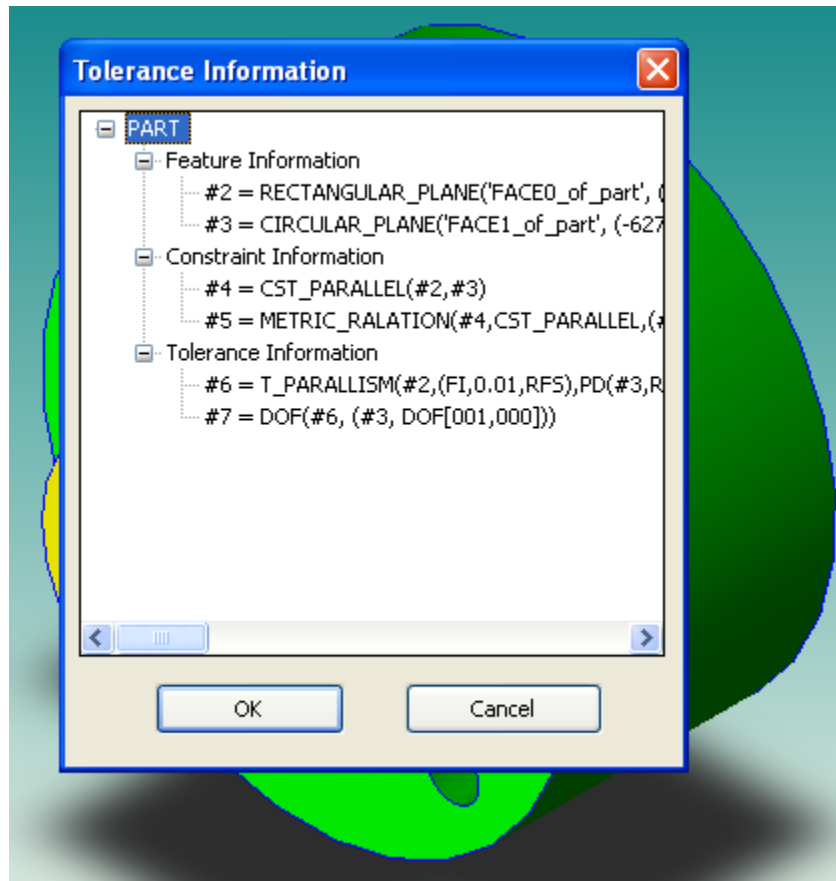 Tolerance Information
PART
Feature Information
#2 = RECTANGULAR_PLANE('FACE0_of_part', (
#3 = CIRCULAR_PLANE('FACE1_of_part', (-627
Constraint Information
#4 = CST_PARALLEL(#2,#3)
#5 = METRIC_RALATION(#4,CST_PARALLEL,(#
Tolerance Information
#6 = T_PARALLISM(#2,(FI,0.01,RFS),PD(#3,R
#7 = DOF(#6, (#3, DOF[001,000]))
OK Cancel